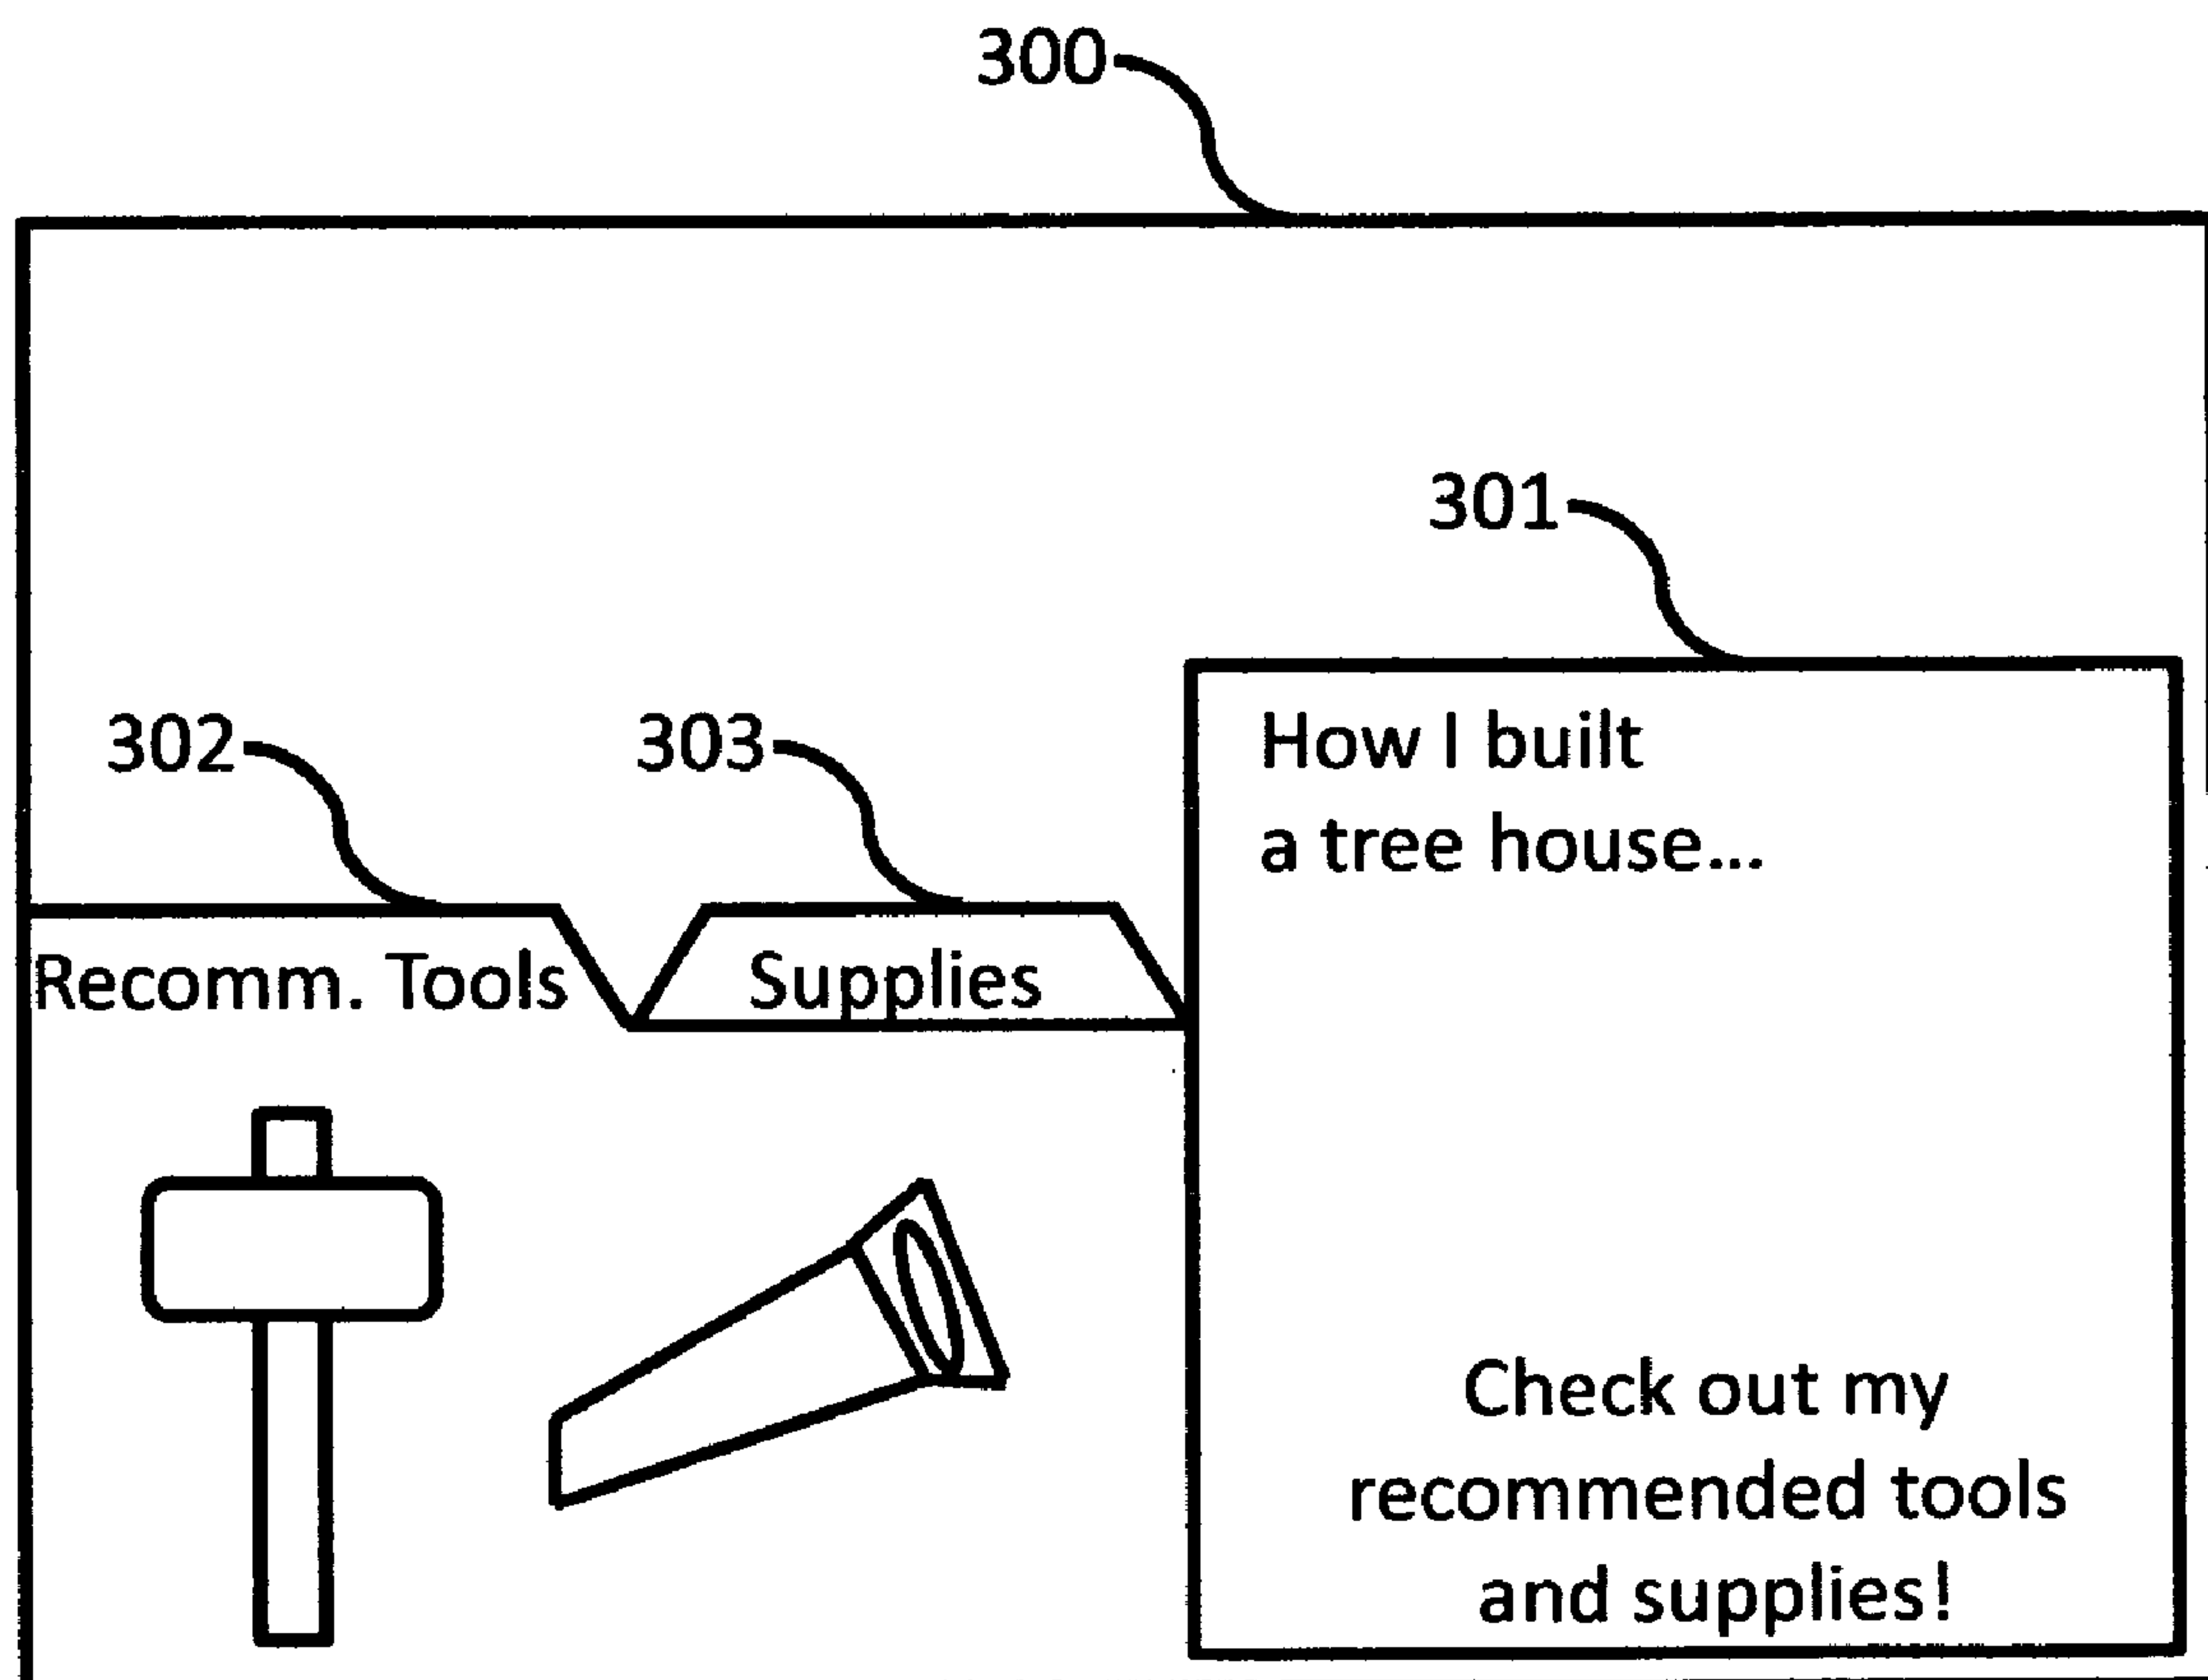 300
301
302
303
How I built
a tree house...
Recomm. Tools
Supplies
Check out my
recommended tools
and supplies!